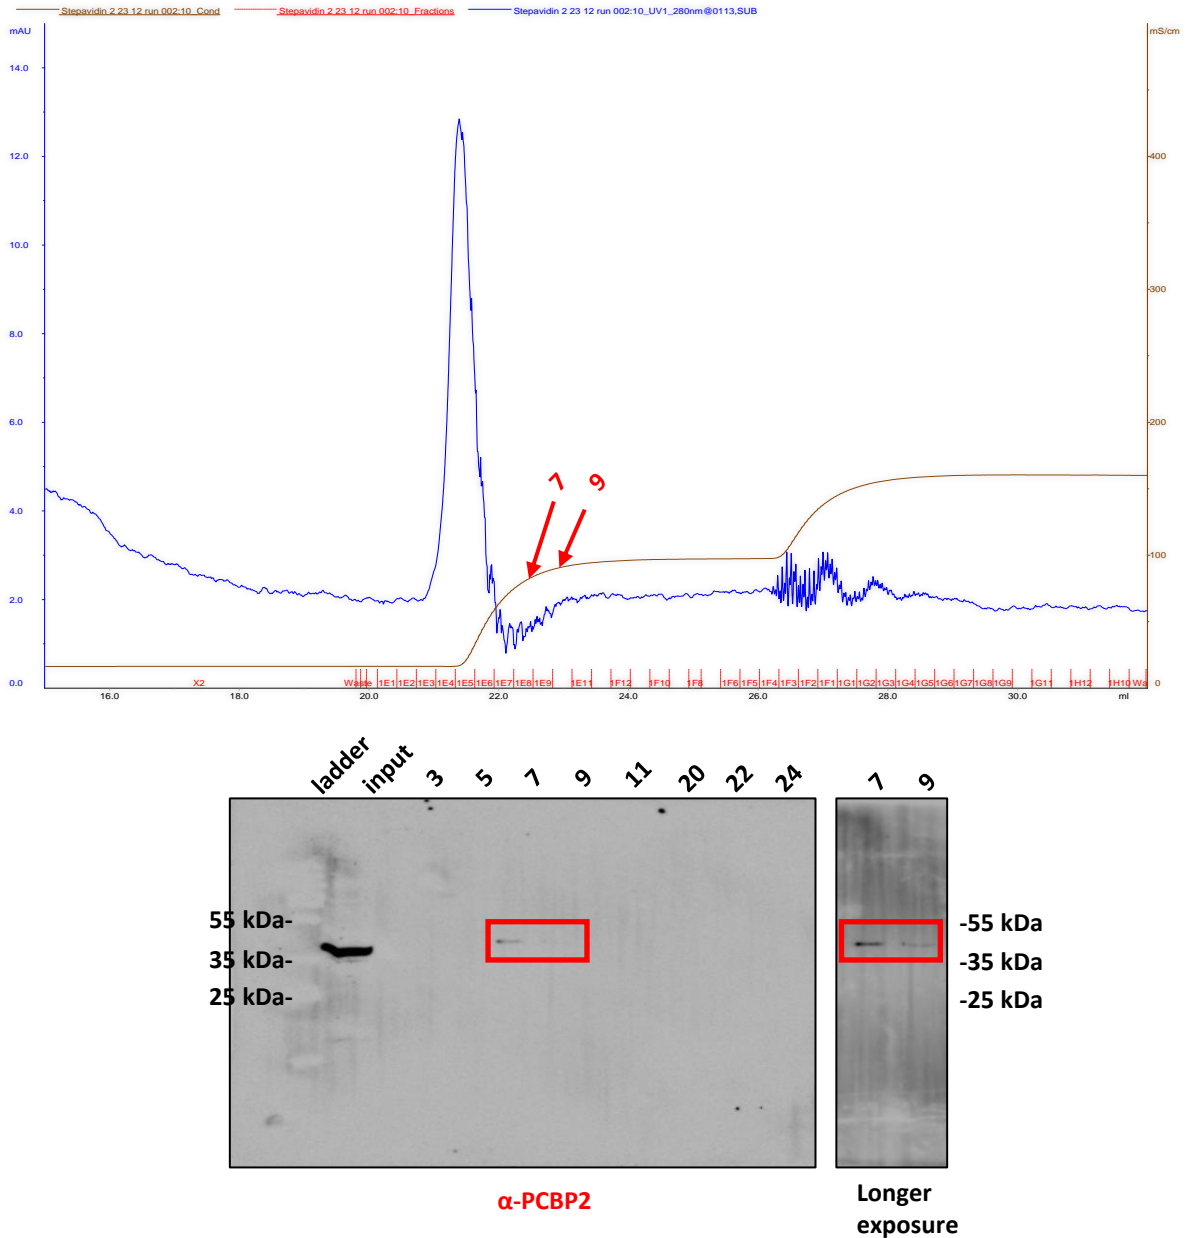 Stepavidin 2 23 12 run 002:10_Cond Stepavidin 2 23 12 run 002:10_Fractions Stepavidin 2 23 12 run 002:10_UV1_280nm@0113,SUB
mAU mS/cm
14.0
12.0 400
10.0
300
8.0
6.0
200
7 9
4.0
100
2.0
0.0 X2 Waste 1E1 1E2 1E3 1E4 1E5 1E6 1E7 1E8 1E9 1E11 1F12 1F10 1F8 1F6 1F5 1F4 1F3 1F2 1F1 1G1 1G2 1G3 1G4 1G5 1G6 1G7 1G8 1G9 1G11 1H12 1H10 Wa 0
16.0 18.0 20.0 22.0 24.0 26.0 28.0 30.0 ml
ladder input 3 5 7 9 11 20 22 24 7 9
55 kDa- -55 kDa
35 kDa- -35 kDa
25 kDa- -25 kDa
α-PCBP2 Longer
exposure